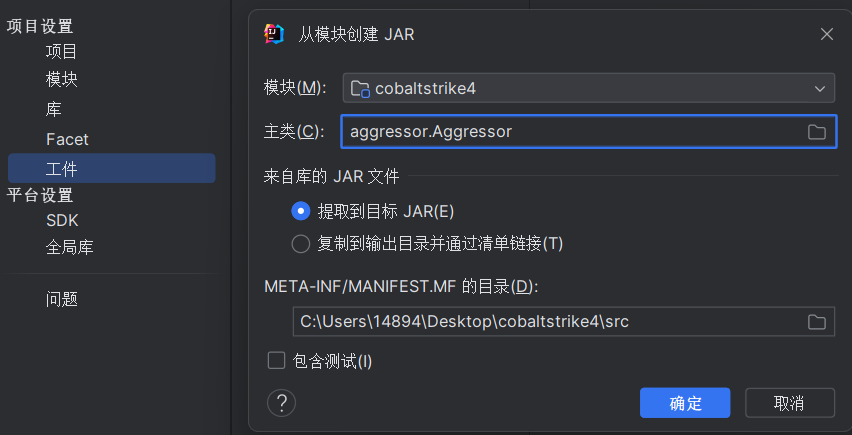 项目设置
项目
模块
库
Facet
工件
平台设置
SDK
全局库
问题
从模块创建 JAR
模块(M):
cobaltstrike4
主类(C):
aggressor.Aggressor
来自库的 JAR 文件
提取到目标 JAR(E)
复制到输出目录并通过清单链接(T)
META-INF/MANIFEST.MF 的目录(D):
C:\Users\14894\Desktop\cobaltstrike4\src
包含测试(I)
?
确定
取消